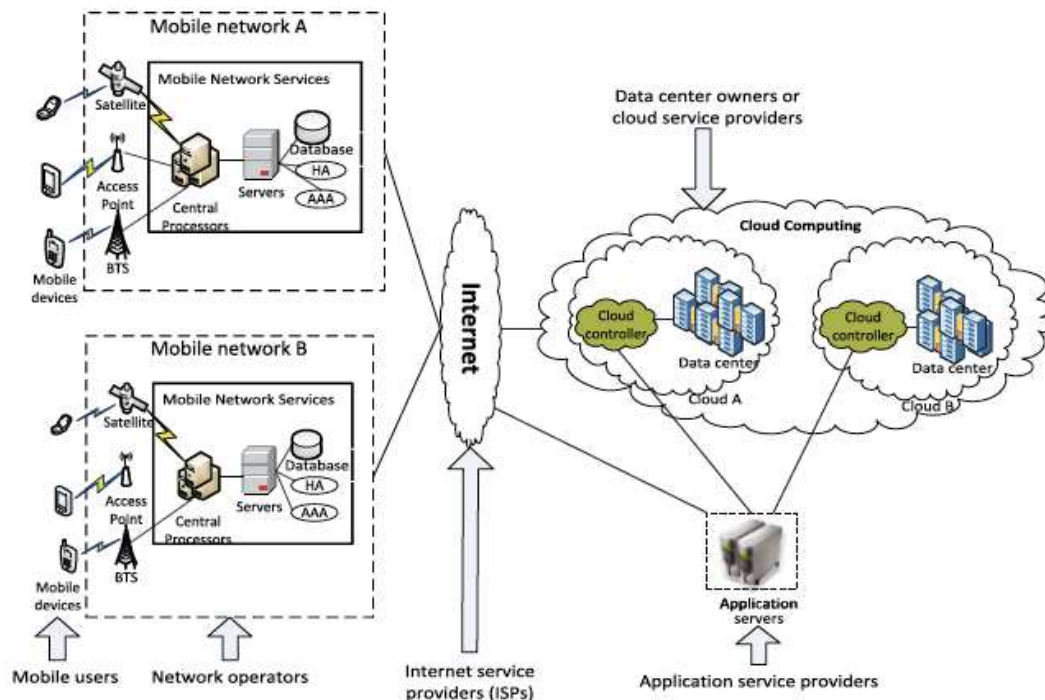 Mobile network A
Mobile Network Services
Satellite
Database
HA
AAA
Access
Point
Servers
Central
Processors
BTS
Mobile
devices
Mobile network B
Mobile Network Services
Satellite
Database
HA
AAA
Access
Point
Servers
Central
Processors
BTS
Mobile
devices
Mobile users
Network operators
Internet
Internet service
providers (ISPs)
Data center owners or
cloud service providers
Cloud Computing
Cloud
controller
Data center
Cloud A
Cloud
controller
Data center
Cloud B
Application
servers
Application service providers